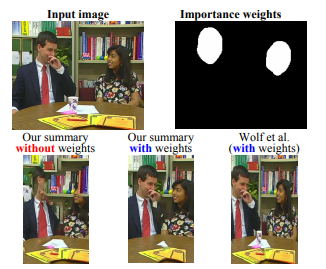 Input image
Importance weights
Our summary
without weights
Our summary
with weights
Wolf et al.
(with weights)